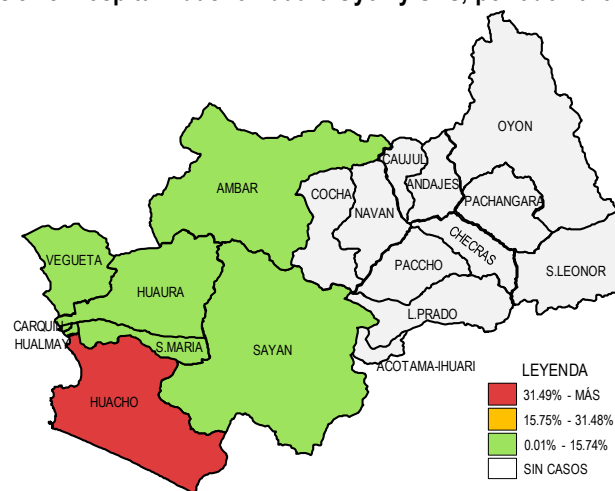 OYON
CAUJUL
ANDAJES
AMBAR
COCHA
NAVAN
PACHANGARA
CHECRAS
VEGUETA
PACCHO
S.LEONOR
HUAURA
L.PRADO
CARQUIN
HUALMAY
S.MARIA
SAYAN
ACOTAMA-IHUARI
HUACHO
LEYENDA
31.49% - MÁS
15.75% - 31.48%
0.01% - 15.74%
SIN CASOS